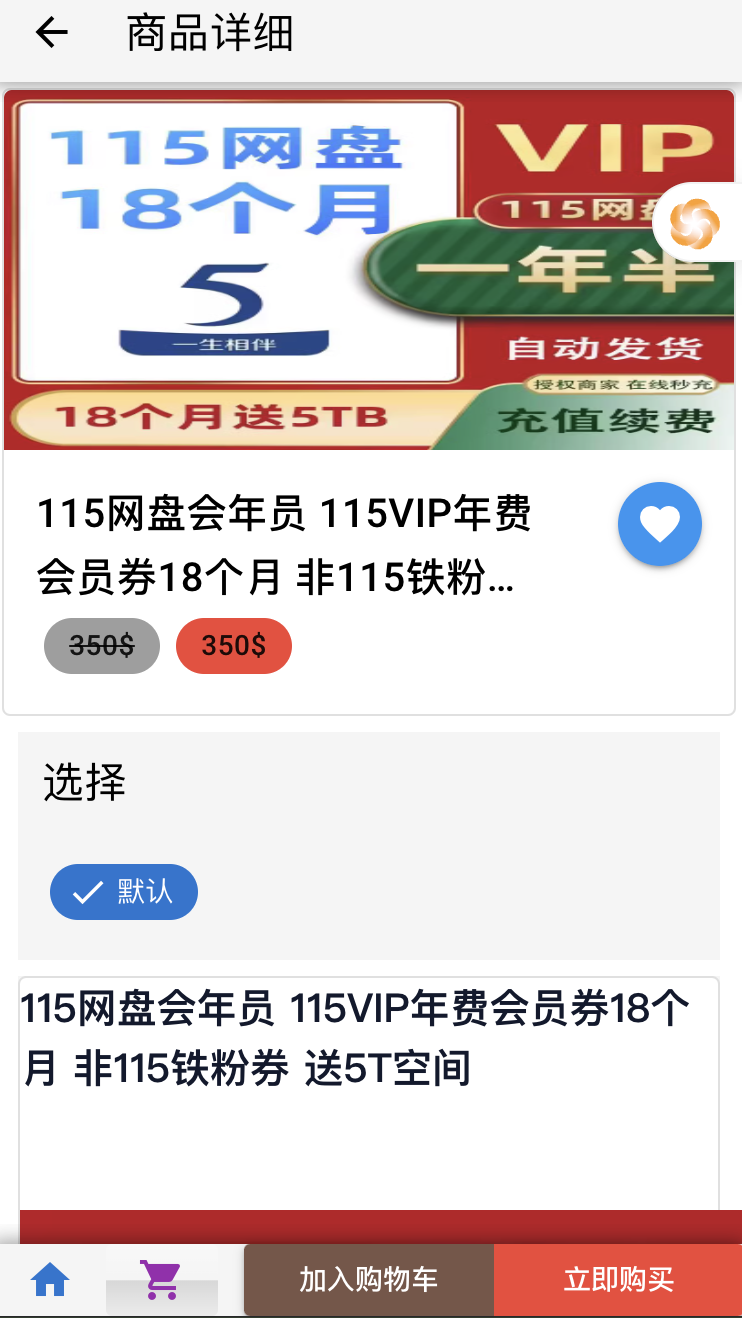 商品详细
115网盘
18个月
5
一生相伴
18个月送5TB
VIP
115网盘
一年半
自动发货
授权商家 在线秒充
充值续费
115网盘会年员 115VIP年费
会员券18个月 非115铁粉...
350$ 350$
选择
默认
115网盘会年员 115VIP年费会员券18个
月 非115铁粉券 送5T空间
加入购物车 立即购买